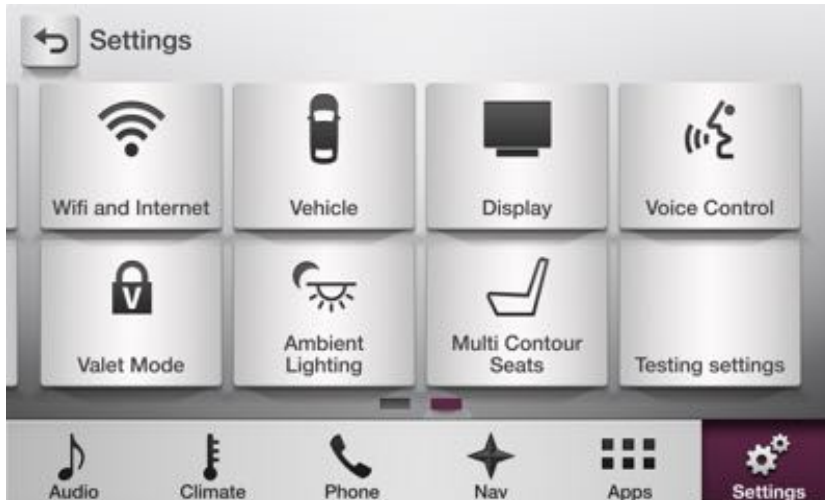 Settings
Wifi and Internet
Vehicle
Display
Voice Control
V
Valet Mode
Ambient
Lighting
Multi Contour
Seats
Testing settings
Audio
Climate
Phone
Nav
Apps
Settings